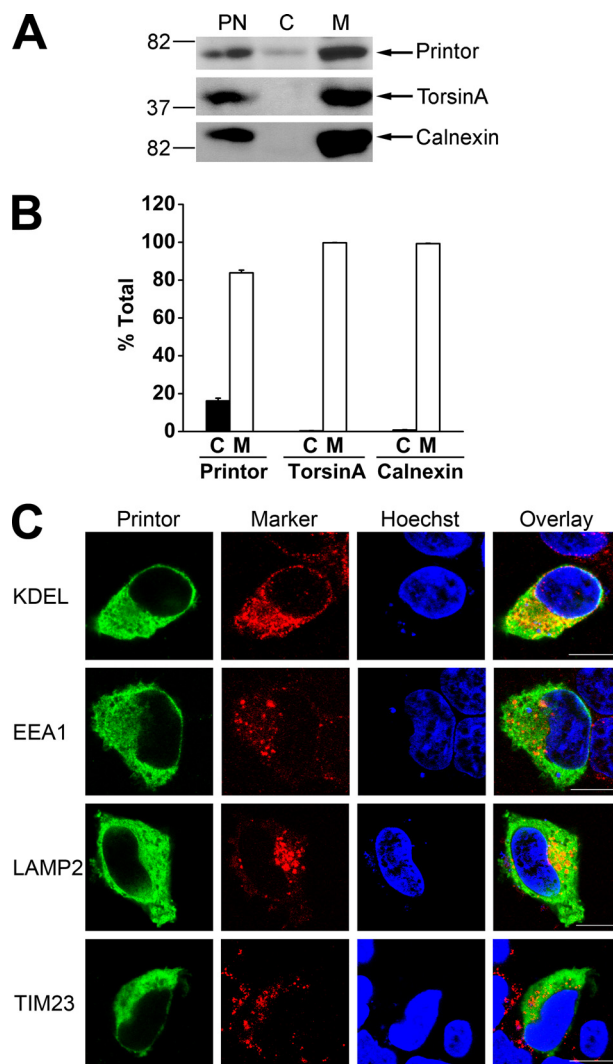 A
PN C M
82
Printor
TorsinA
37
Calnexin
82
B
120
100
80
60
40
20
0
% Total
C M C M C M
Printor TorsinA Calnexin
C
Printor Marker Hoechst Overlay
KDEL
EEA1
LAMP2
TIM23